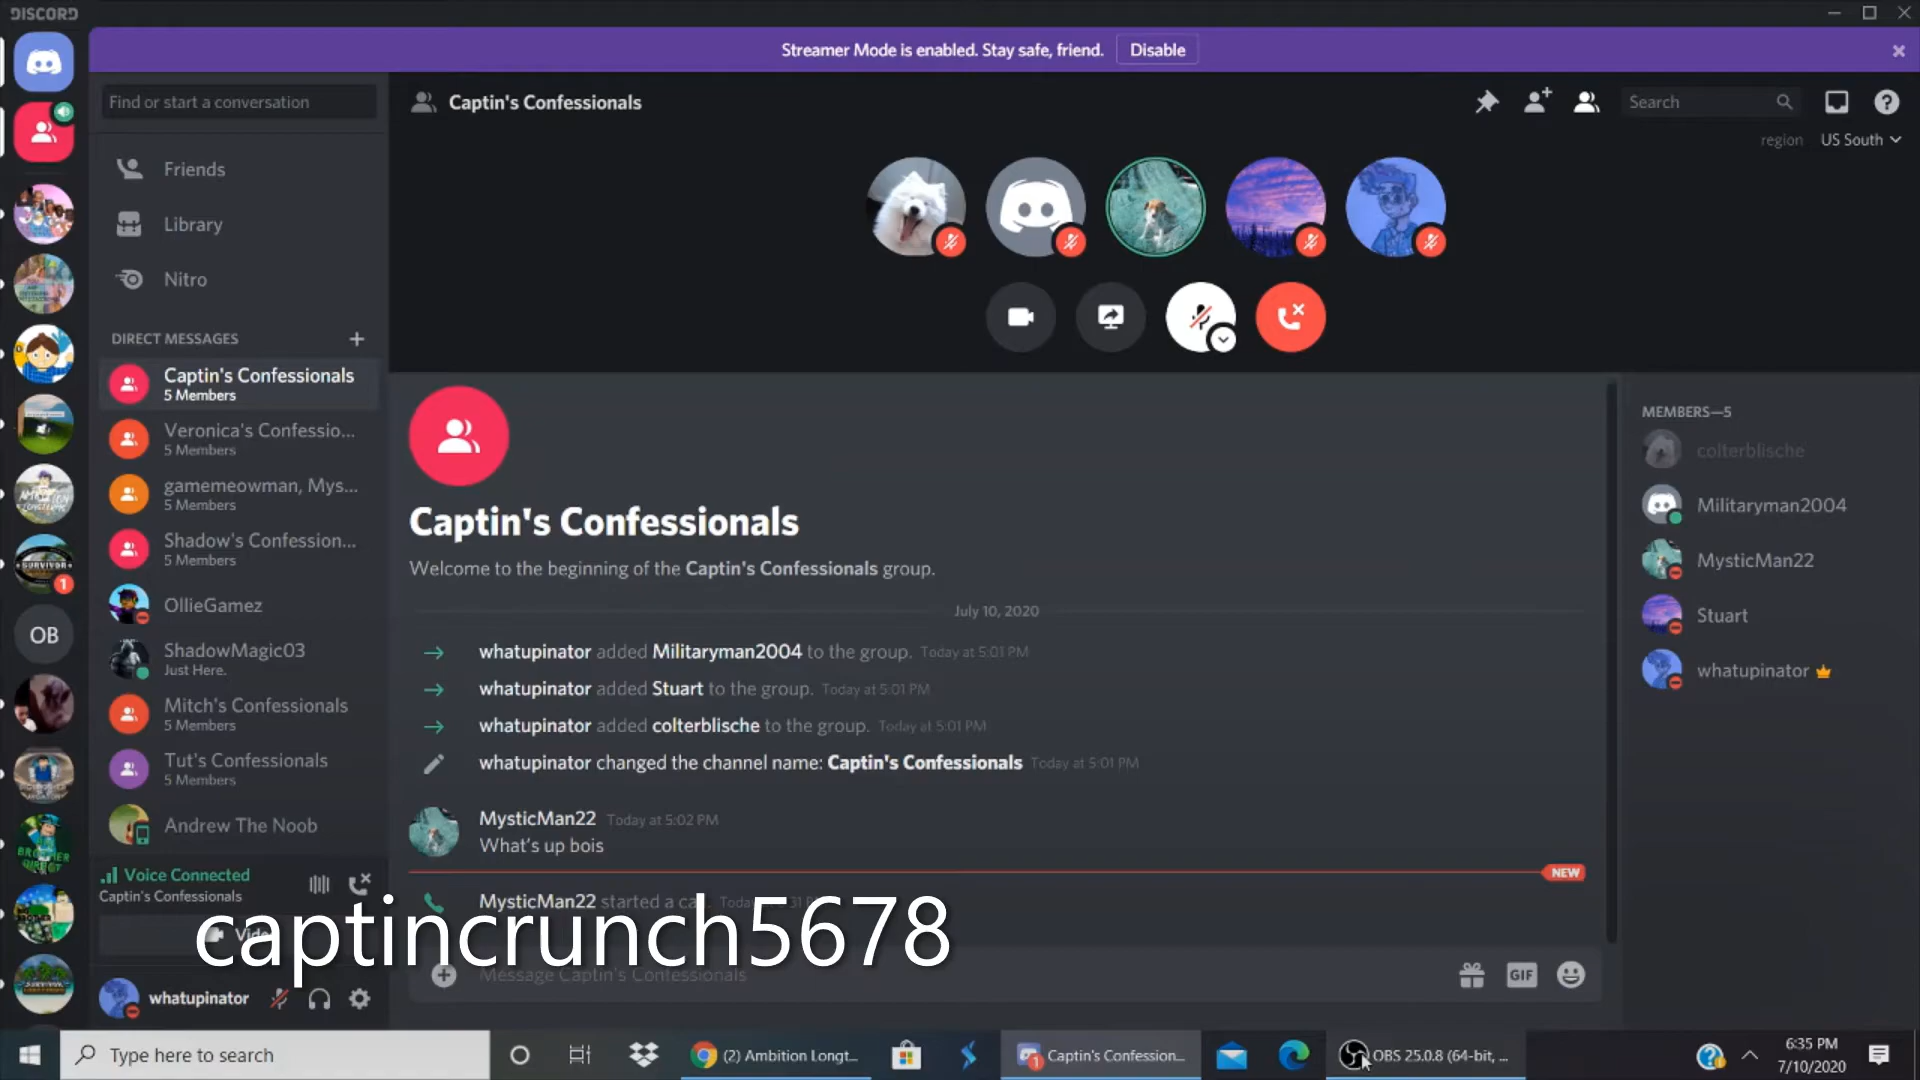 DISCORD
Streamer Mode is enabled. Stay safe, friend.
Disable
Find or start a conversation
Captin's Confessionals
Search
region
US South
Friends
Library
Nitro
DIRECT MESSAGES
Captin's Confessionals
5 Members
Veronica's Confessio...
5 Members
gamemeowman, Mys...
5 Members
Shadow's Confession...
5 Members
OllieGamez
ShadowMagic03
Just Here.
Mitch's Confessionals
5 Members
Tut's Confessionals
5 Members
Andrew The Noob
SURVIVOR
1
OB
Voice Connected
Captin's Confessionals
whatupinator
Captin's Confessionals
Welcome to the beginning of the Captin's Confessionals group.
July 10, 2020
whatupinator added Militaryman2004 to the group. Today at 5:01 PM
whatupinator added Stuart to the group. Today at 5:01 PM
whatupinator added colterblische to the group. Today at 5:01 PM
whatupinator changed the channel name: Captin's Confessionals Today at 5:01 PM
MysticMan22 Today at 5:02 PM
What's up bois
NEW
MysticMan22 started a
captincrunch5678
Message Captin's Confessionals
GIF
MEMBERS—5
colterblische
Militaryman2004
MysticMan22
Stuart
whatupinator
Type here to search
(2) Ambition Longt...
1
Captin's Confession...
OBS 25.0.8 (64-bit, ...
6:35 PM
7/10/2020